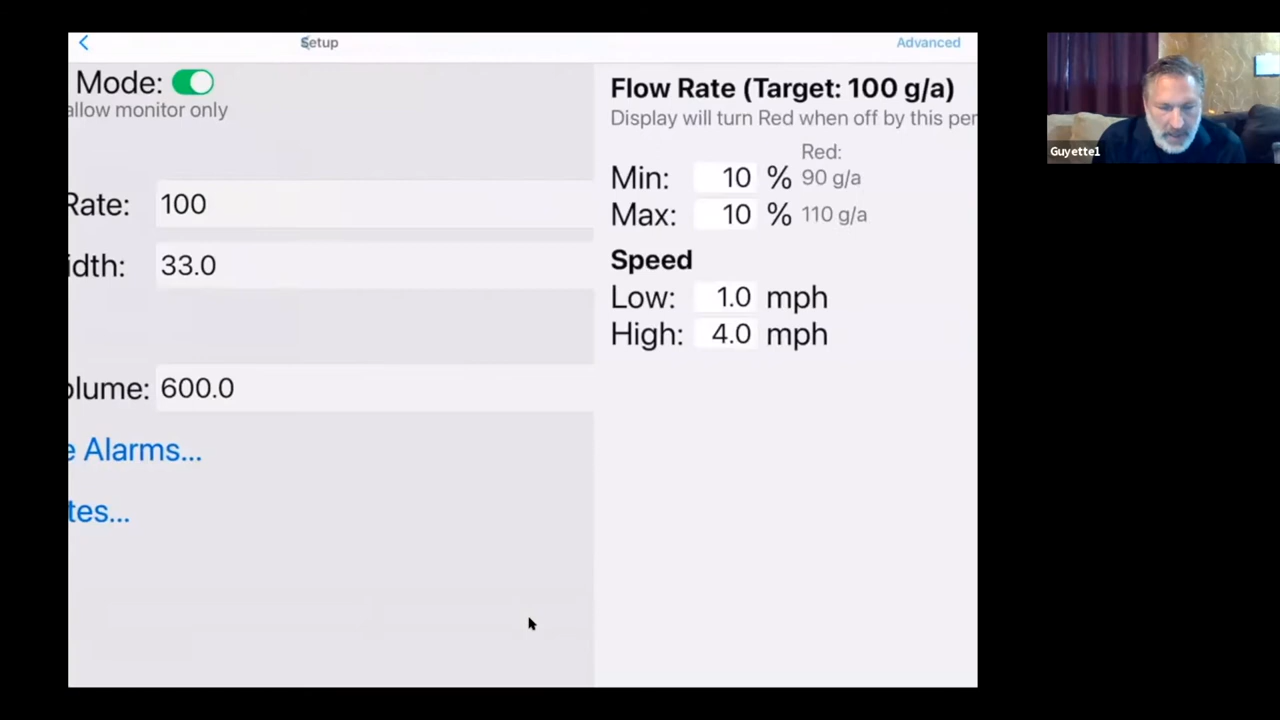 Setup
Advanced
Mode:
allow monitor only
Rate: 100
idth: 33.0
olume: 600.0
e Alarms...
tes...
Flow Rate (Target: 100 g/a)
Display will turn Red when off by this per
Red:
Min: 10 % 90 g/a
Max: 10 % 110 g/a
Speed
Low: 1.0 mph
High: 4.0 mph
Guyette1